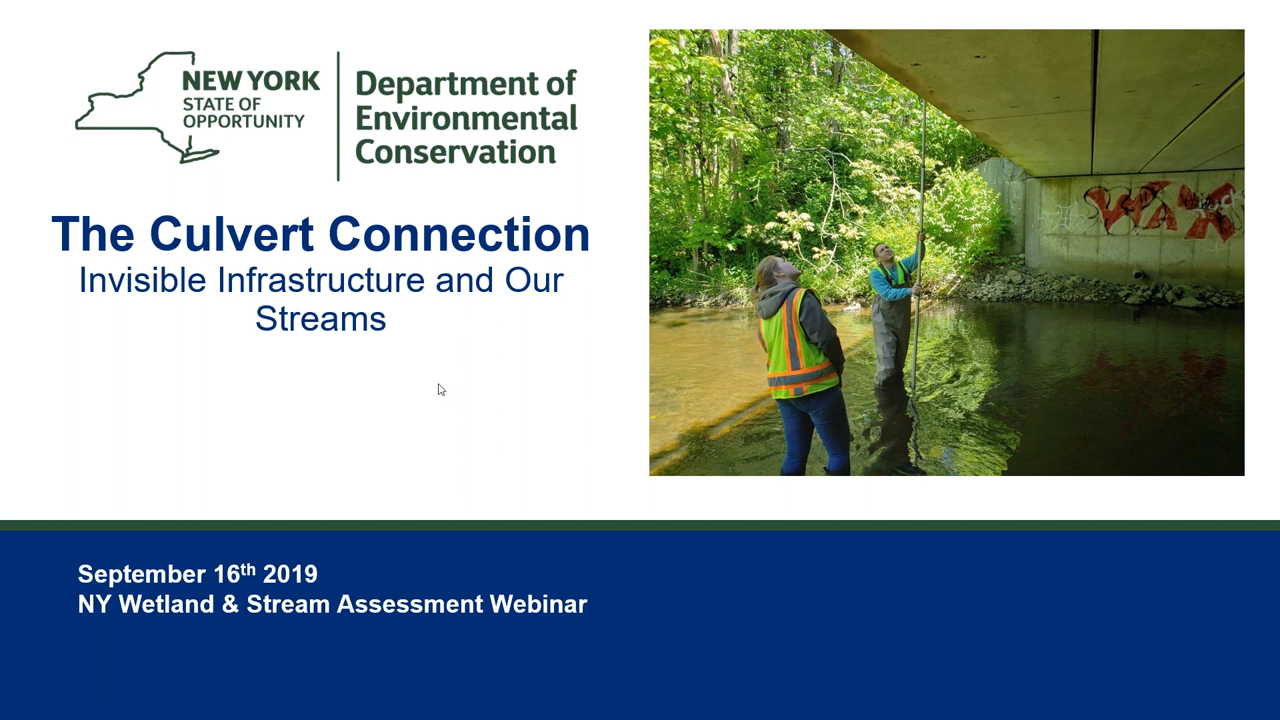 NEW YORK
STATE OF
OPPORTUNITY
Department of
Environmental
Conservation
The Culvert Connection
Invisible Infrastructure and Our
Streams
September 16th 2019
NY Wetland & Stream Assessment Webinar